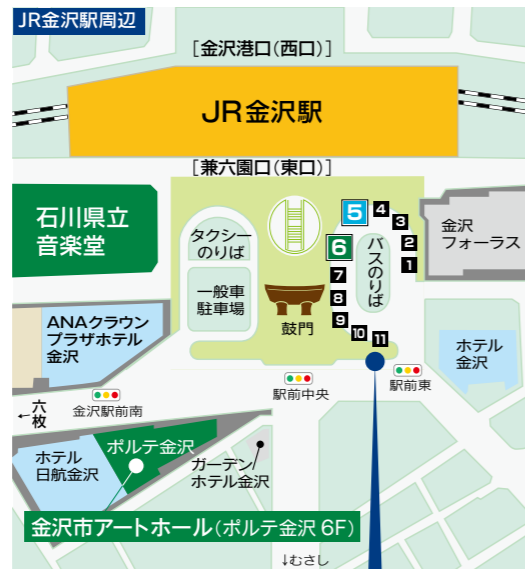 JR金沢駅周辺
[金沢港口(西口)]
JR金沢駅
[兼六園口(東口)]
石川県立
音楽堂
タクシー
のりば
一般車
駐車場
鼓門
バスのりば
5
4
3
2
1
6
7
8
9
10
11
金沢
フォーラス
ANAクラウン
プラザホテル
金沢
ホテル
金沢
←六枚
金沢駅前南
駅前中央
駅前東
ホテル
日航金沢
ポルテ金沢
ガーデン
ホテル金沢
金沢市アートホール(ポルテ金沢 6F)
↓むさし